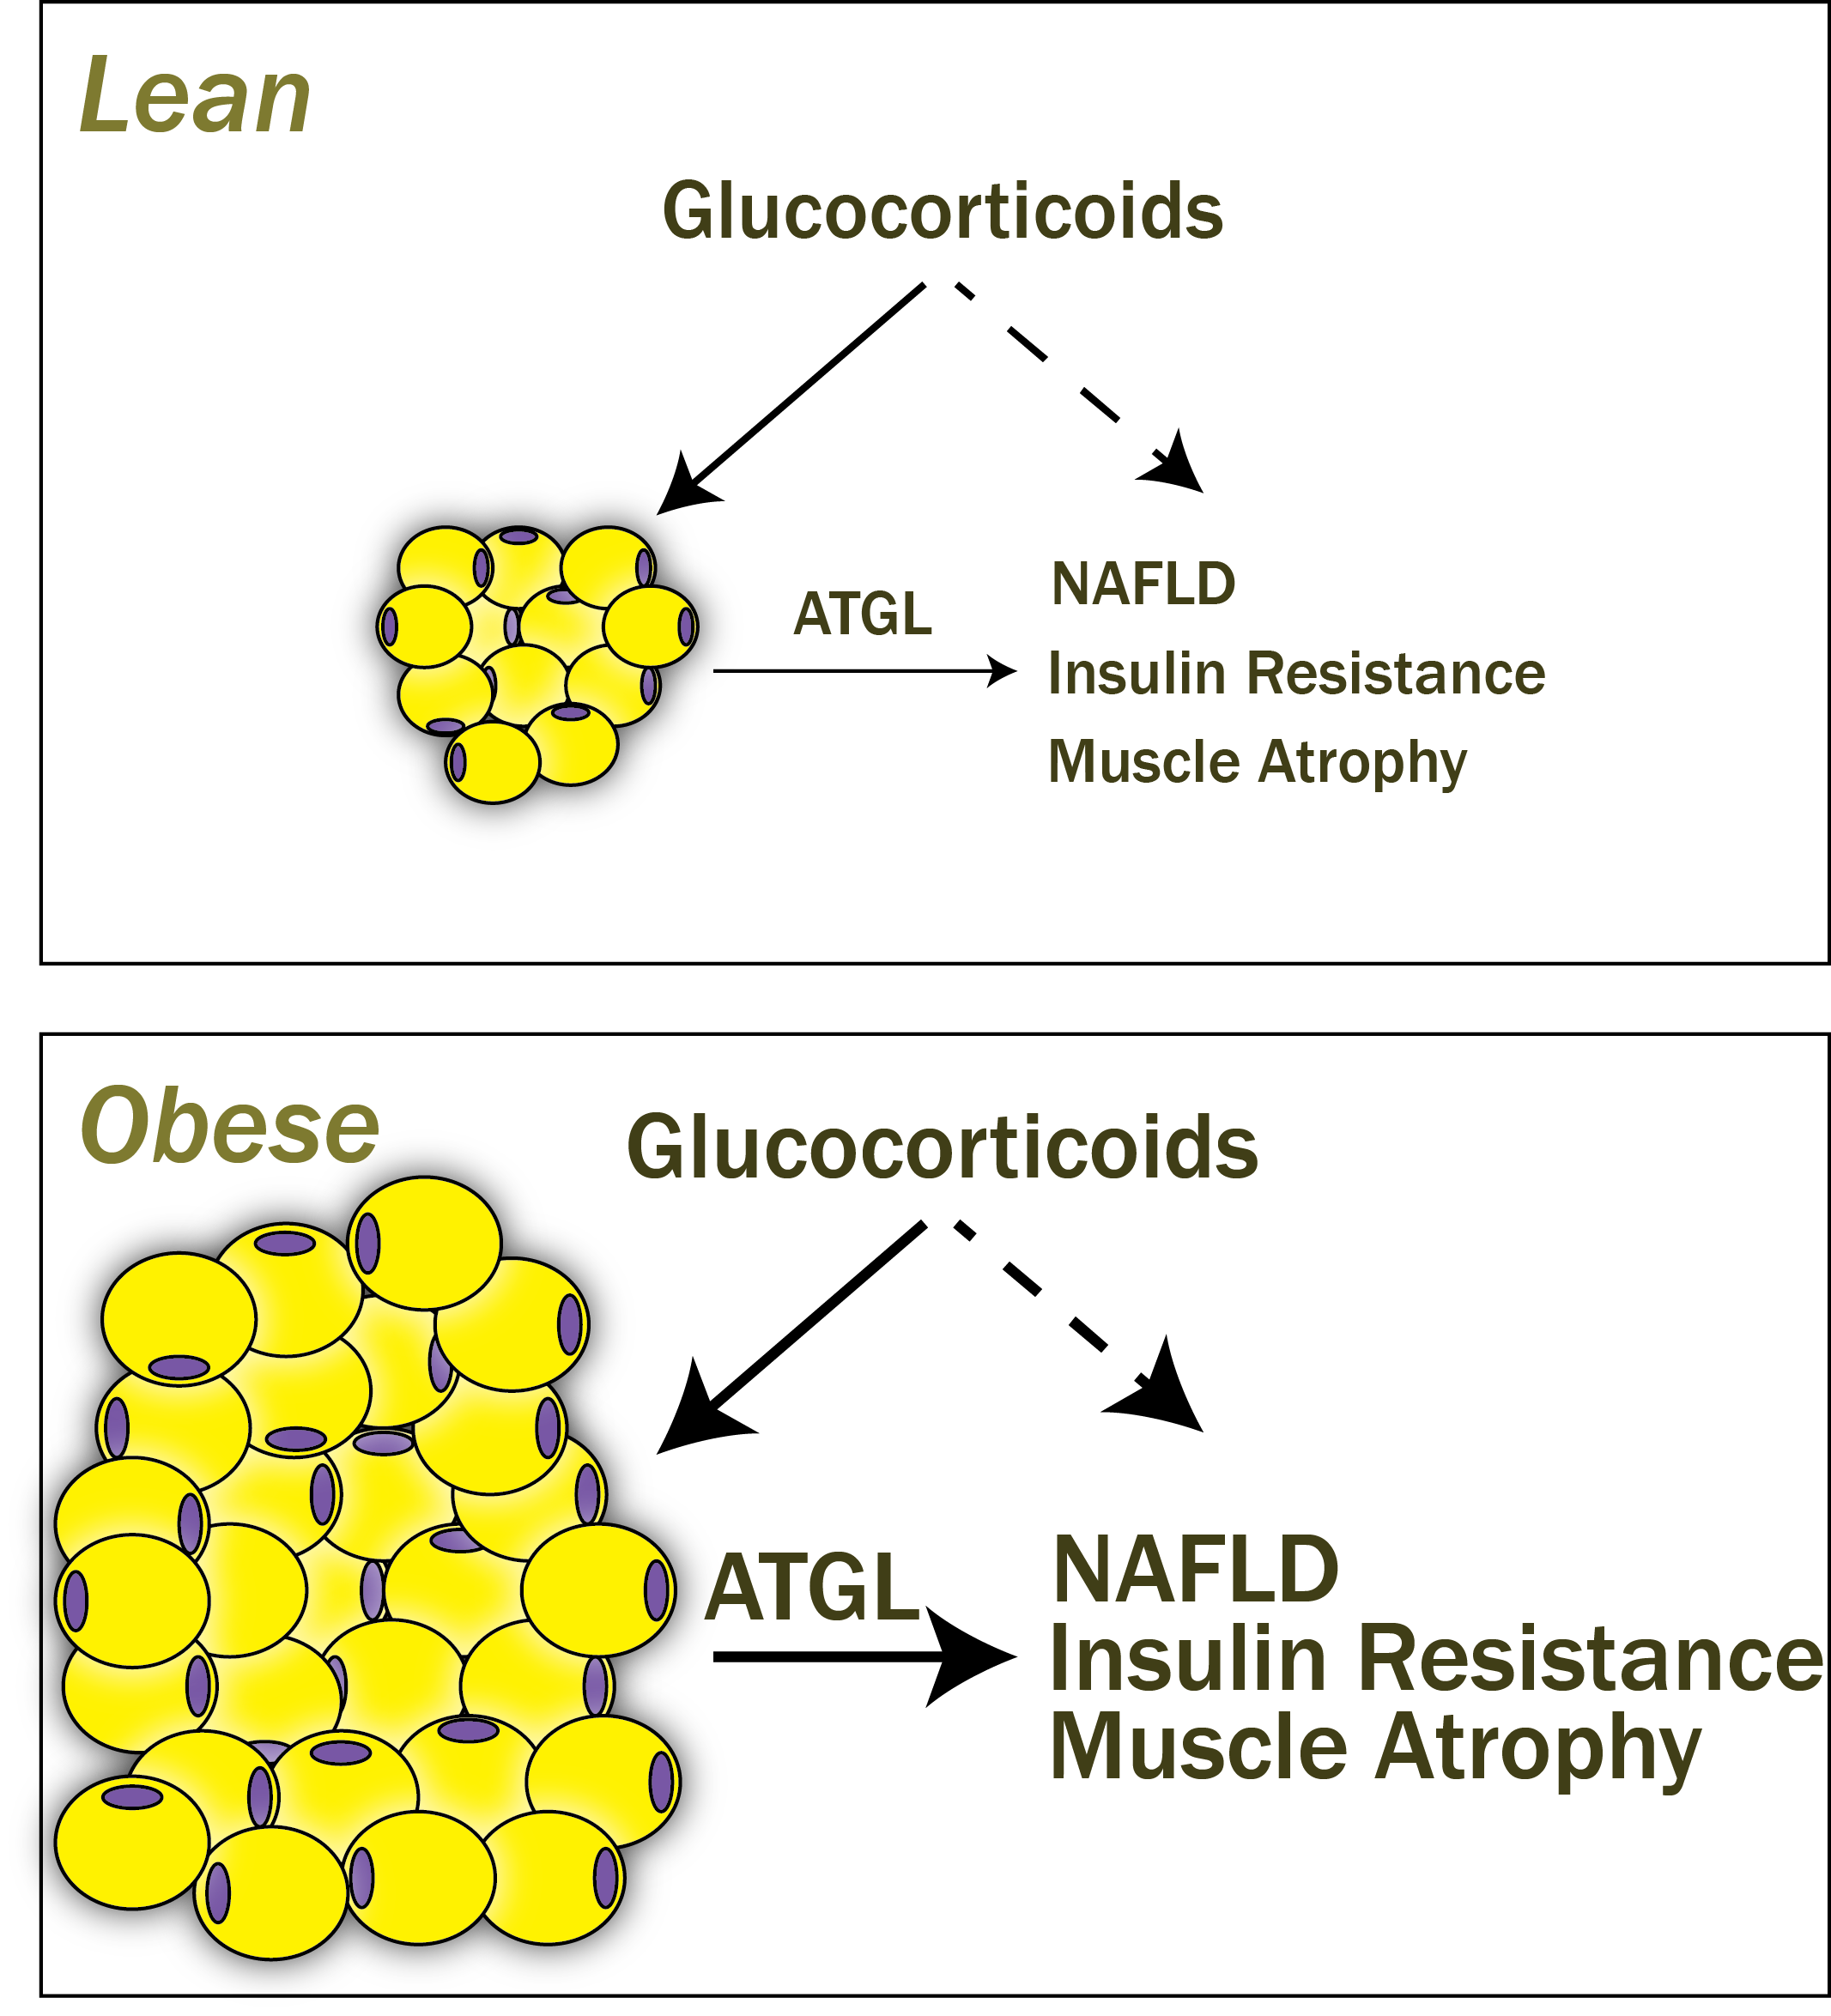 Lean
Glucocorticoids
ATGL
NAFLD
Insulin Resistance
Muscle Atrophy
Obese
Glucocorticoids
ATGL
NAFLD
Insulin Resistance
Muscle Atrophy